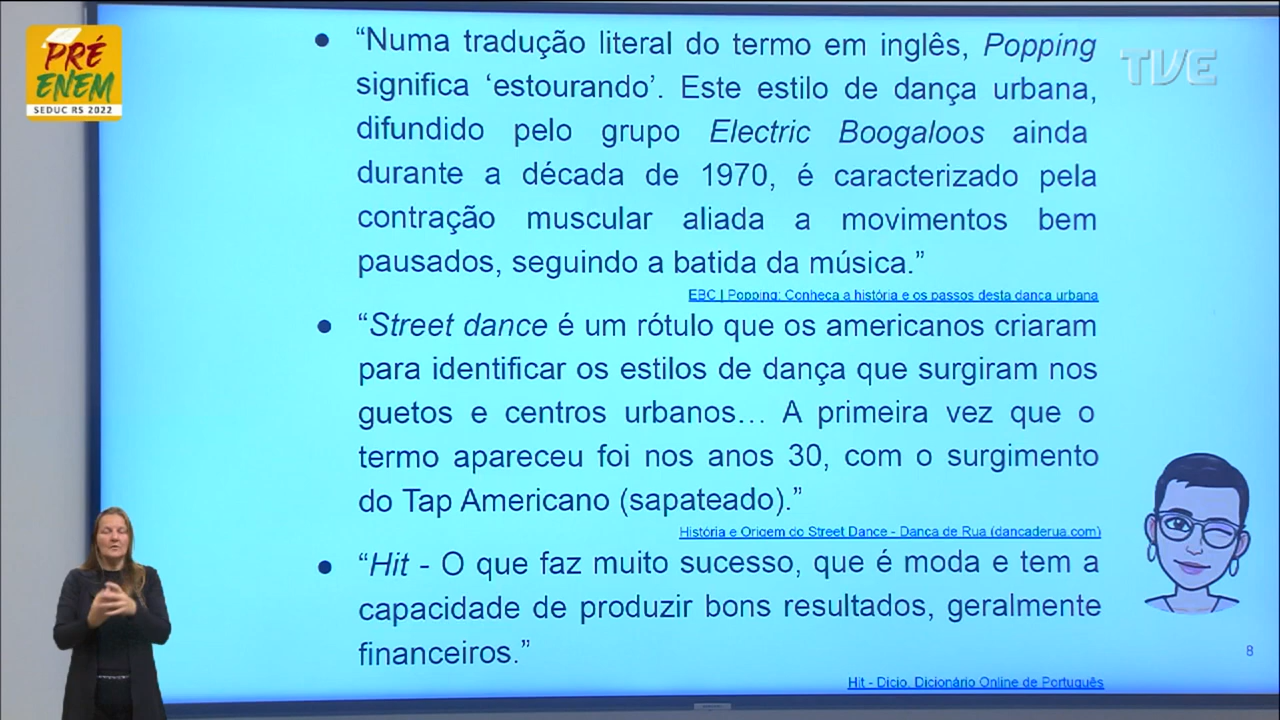 PRÉ
ENEM
SEDUC RS 2022
TVE
• “Numa tradução literal do termo em inglês, Popping
significa ‘estourando’. Este estilo de dança urbana,
difundido pelo grupo Electric Boogaloos ainda
durante a década de 1970, é caracterizado pela
contração muscular aliada a movimentos bem
pausados, seguindo a batida da música.”
EBC | Popping: Conheça a história e os passos desta dança urbana
• “Street dance é um rótulo que os americanos criaram
para identificar os estilos de dança que surgiram nos
guetos e centros urbanos… A primeira vez que o
termo apareceu foi nos anos 30, com o surgimento
do Tap Americano (sapateado).”
História e Origem do Street Dance - Dança de Rua (dancaderua.com)
• “Hit - O que faz muito sucesso, que é moda e tem a
capacidade de produzir bons resultados, geralmente
financeiros.”
8
Hit - Dicio, Dicionário Online de Português